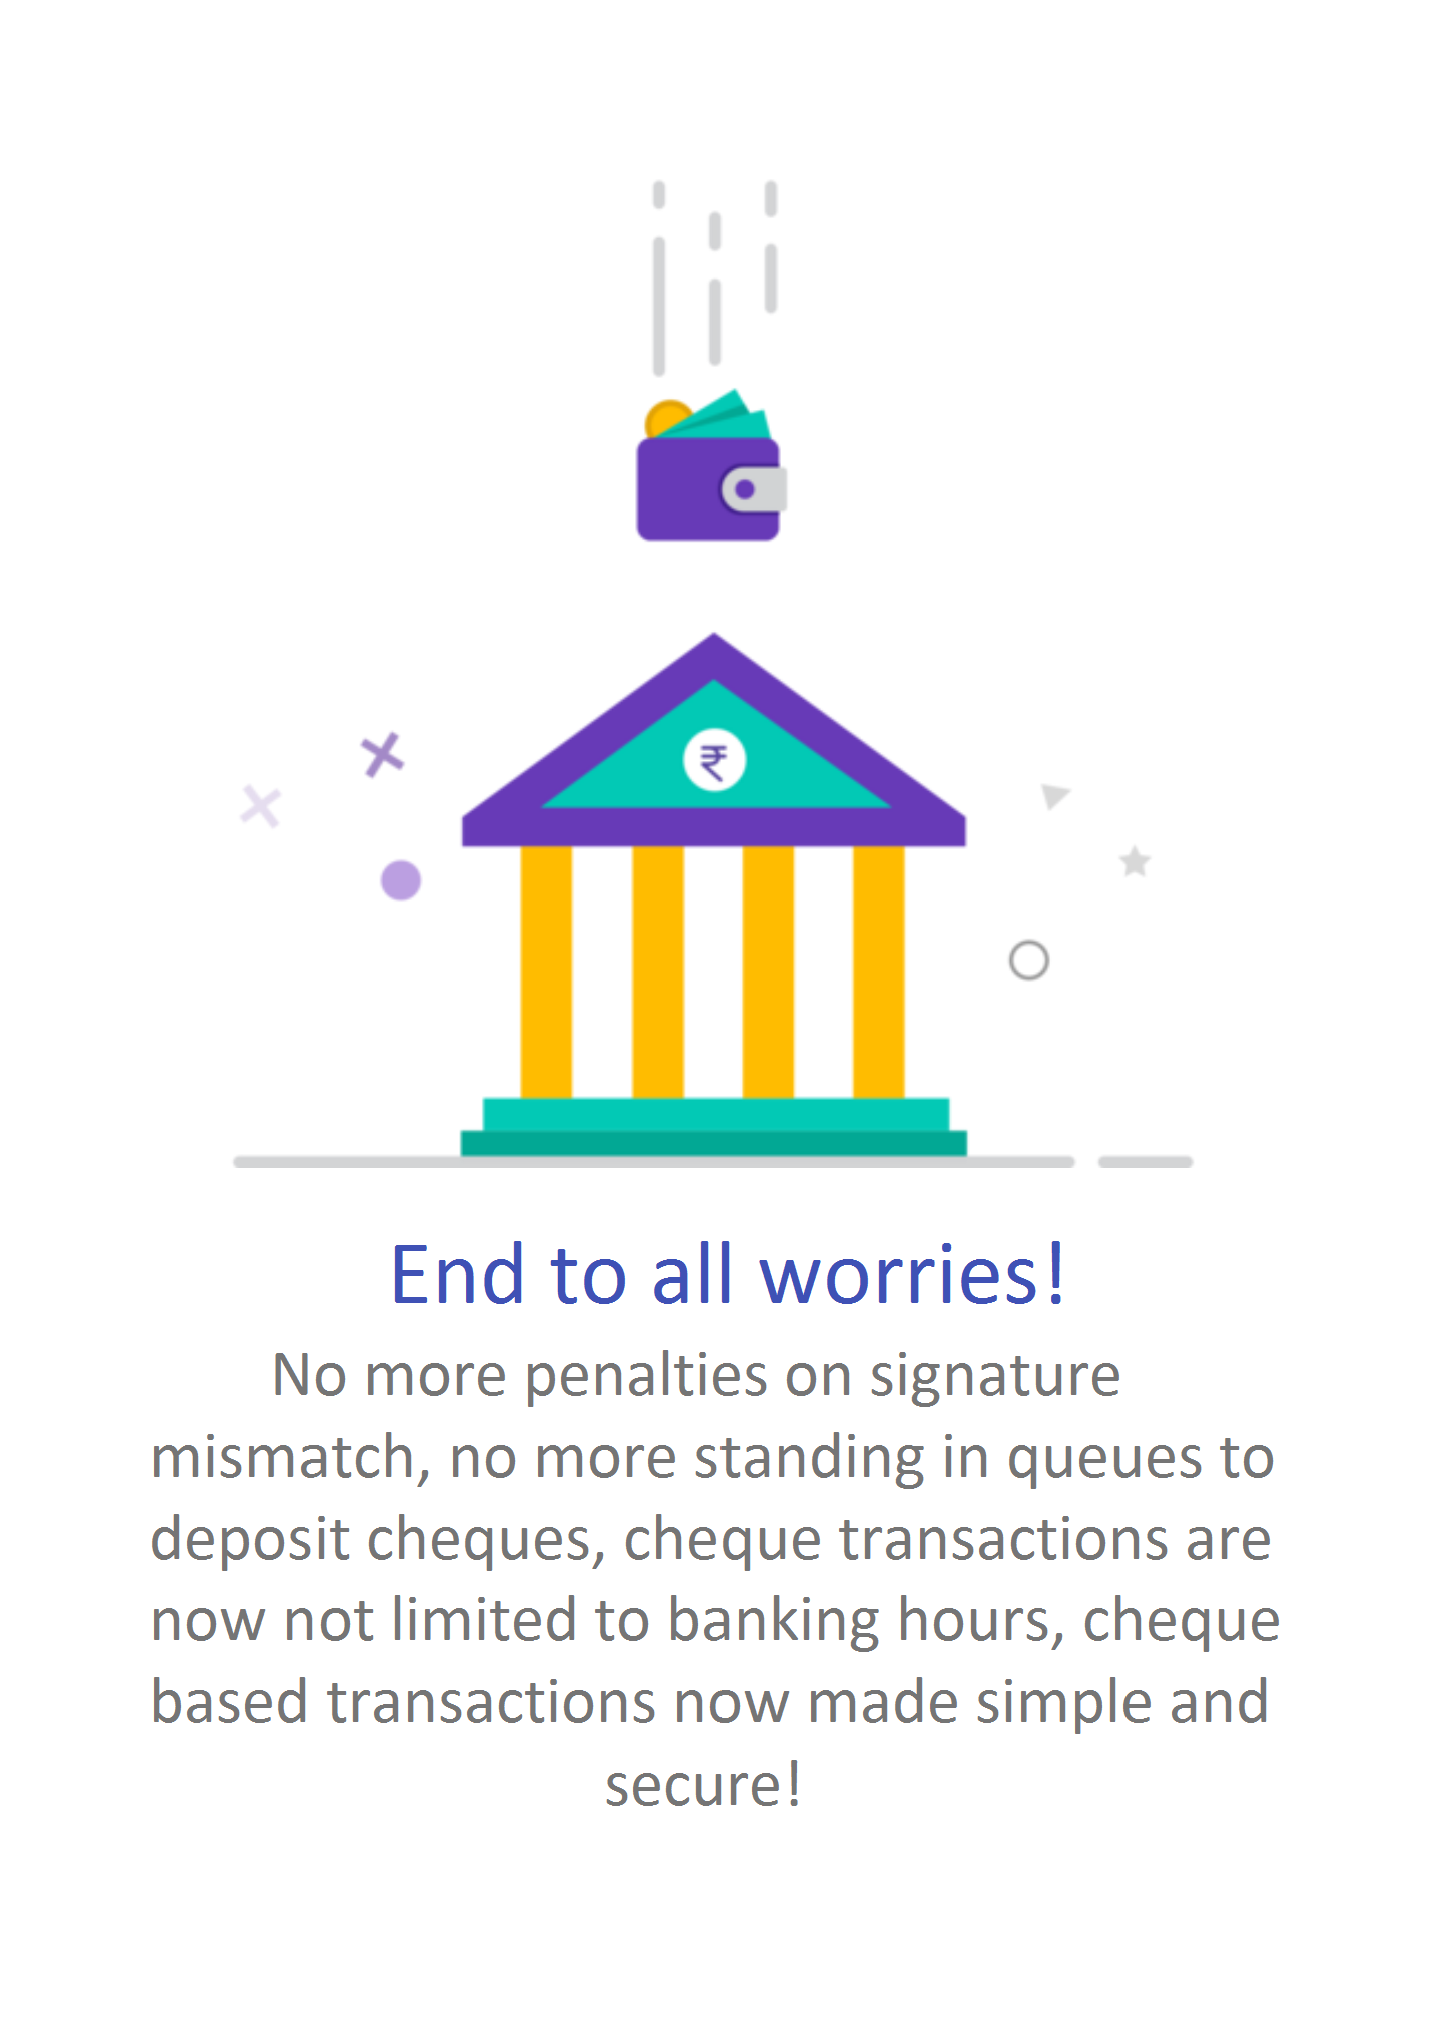 ₹
End to all worries!
No more penalties on signature
mismatch, no more standing in queues to
deposit cheques, cheque transactions are
now not limited to banking hours, cheque
based transactions now made simple and
secure!